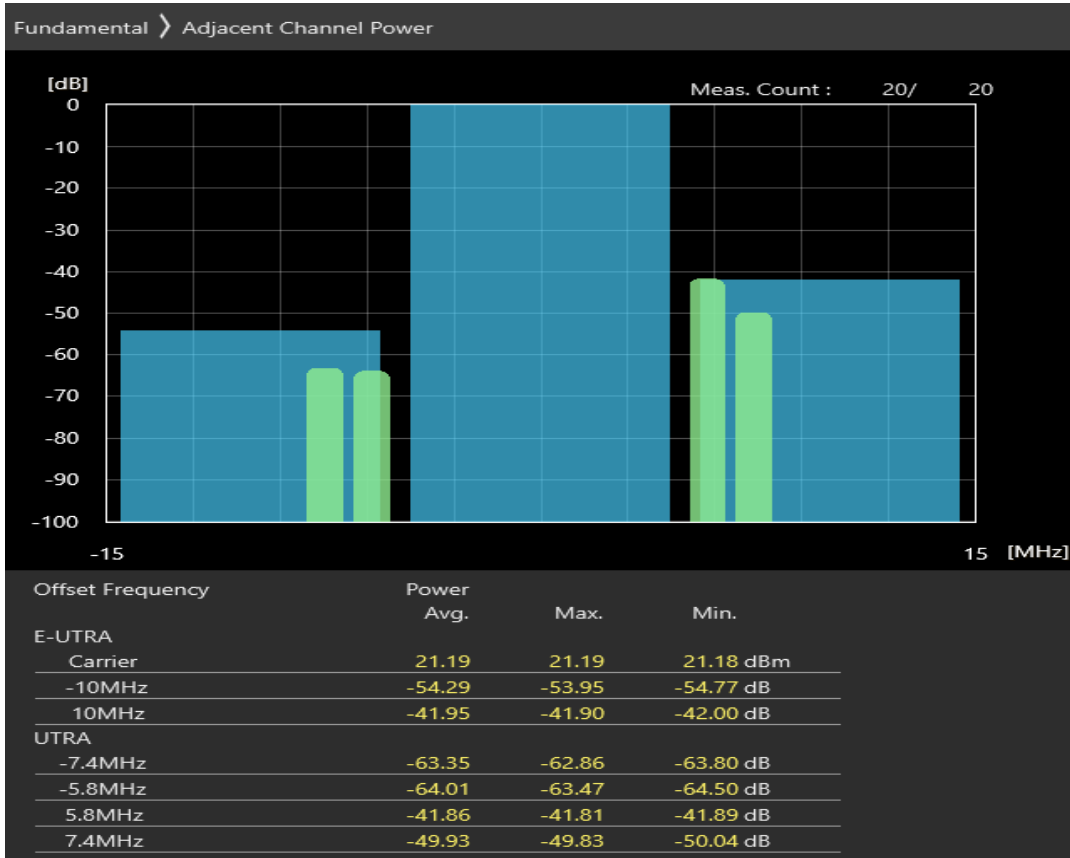 Fundamental 〉 Adjacent Channel Power
[dB]
Meas. Count : 20/ 20
0
-10
-20
-30
-40
-50
-60
-70
-80
-90
-100
-15 15 [MHz]
Offset Frequency Power
Avg. Max. Min.
E-UTRA
Carrier 21.19 21.19 21.18 dBm
-10MHz -54.29 -53.95 -54.77 dB
10MHz -41.95 -41.90 -42.00 dB
UTRA
-7.4MHz -63.35 -62.86 -63.80 dB
-5.8MHz -64.01 -63.47 -64.50 dB
5.8MHz -41.86 -41.81 -41.89 dB
7.4MHz -49.93 -49.83 -50.04 dB